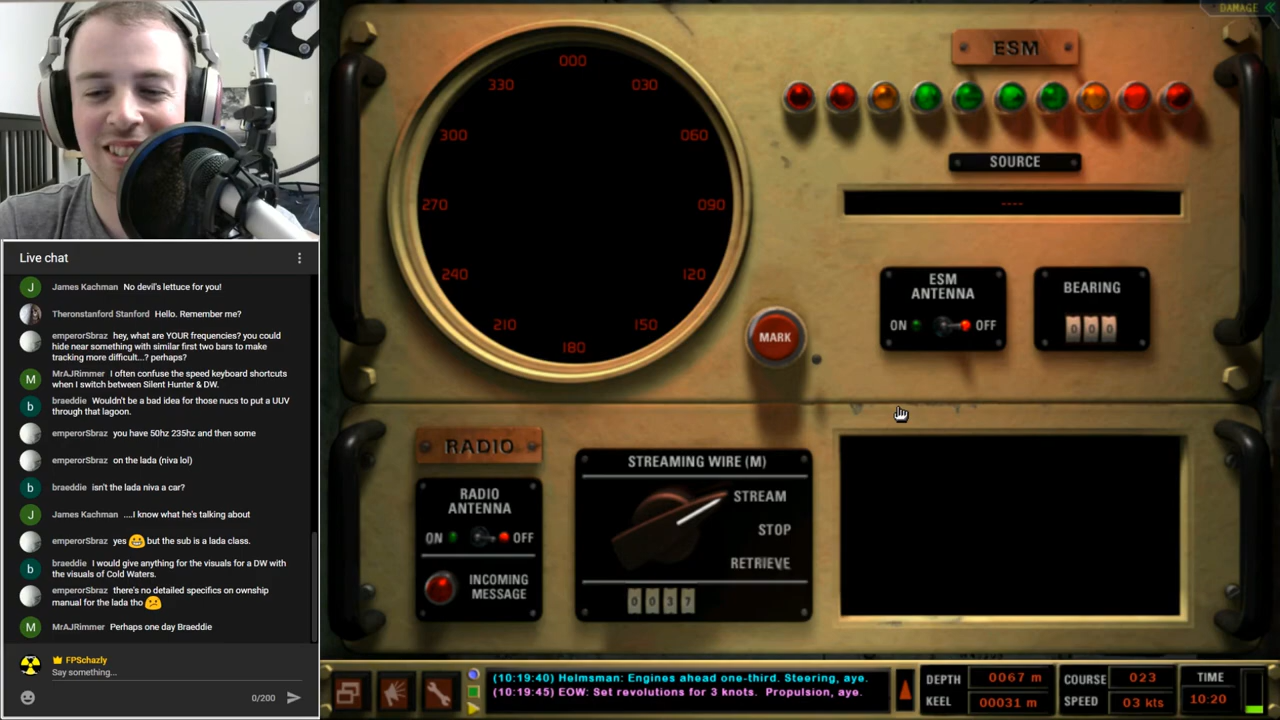 DAMAGE
ESM
000
330
030
300
060
270
090
240
120
210
150
180
SOURCE
----
ESM
ANTENNA
ON
OFF
BEARING
000
MARK
RADIO
RADIO
ANTENNA
ON
OFF
INCOMING
MESSAGE
STREAMING WIRE (M)
STREAM
STOP
RETRIEVE
0037
Live chat
J
James Kachman No devil's lettuce for you!
Theronstanford Stanford Hello. Remember me?
emperorSbraz hey, what are YOUR frequencies? you could
hide near something with similar first two bars to make
tracking more difficult...? perhaps?
M
MrAJRimmer I often confuse the speed keyboard shortcuts
when I switch between Silent Hunter & DW.
b
braeddie Wouldn't be a bad idea for those nucs to put a UUV
through that lagoon.
emperorSbraz you have 50hz 235hz and then some
emperorSbraz on the lada (niva lol)
b
braeddie isn't the lada niva a car?
J
James Kachman ....I know what he's talking about
emperorSbraz yes 😀 but the sub is a lada class.
b
braeddie I would give anything for the visuals for a DW with
the visuals of Cold Waters.
emperorSbraz there's no detailed specifics on ownship
manual for the lada tho 😕
M
MrAJRimmer Perhaps one day Braeddie
FPSchazly
Say something...
0/200
(10:19:40) Helmsman: Engines ahead one-third. Steering, aye.
(10:19:45) EOW: Set revolutions for 3 knots. Propulsion, aye.
DEPTH 0067 m
KEEL 00031 m
COURSE 023
SPEED 03 kts
TIME
10:20